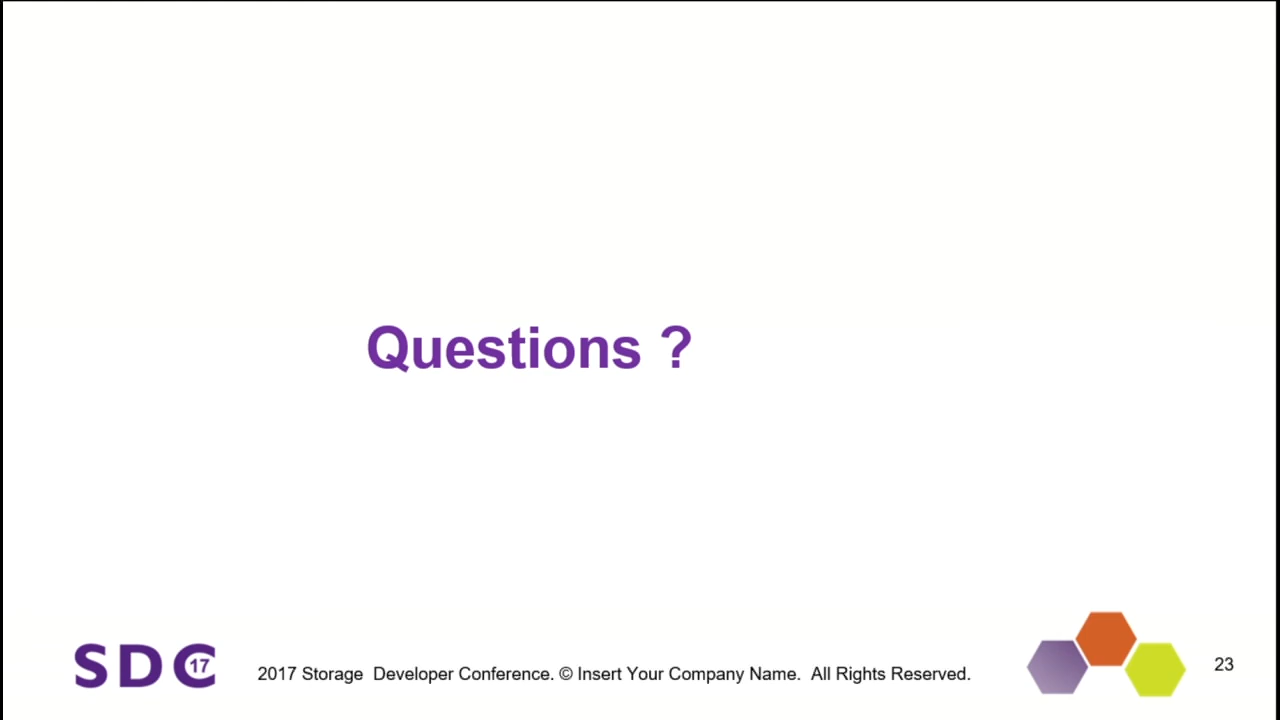 Questions ?
SDC 17
2017 Storage  Developer Conference. © Insert Your Company Name.  All Rights Reserved.
23